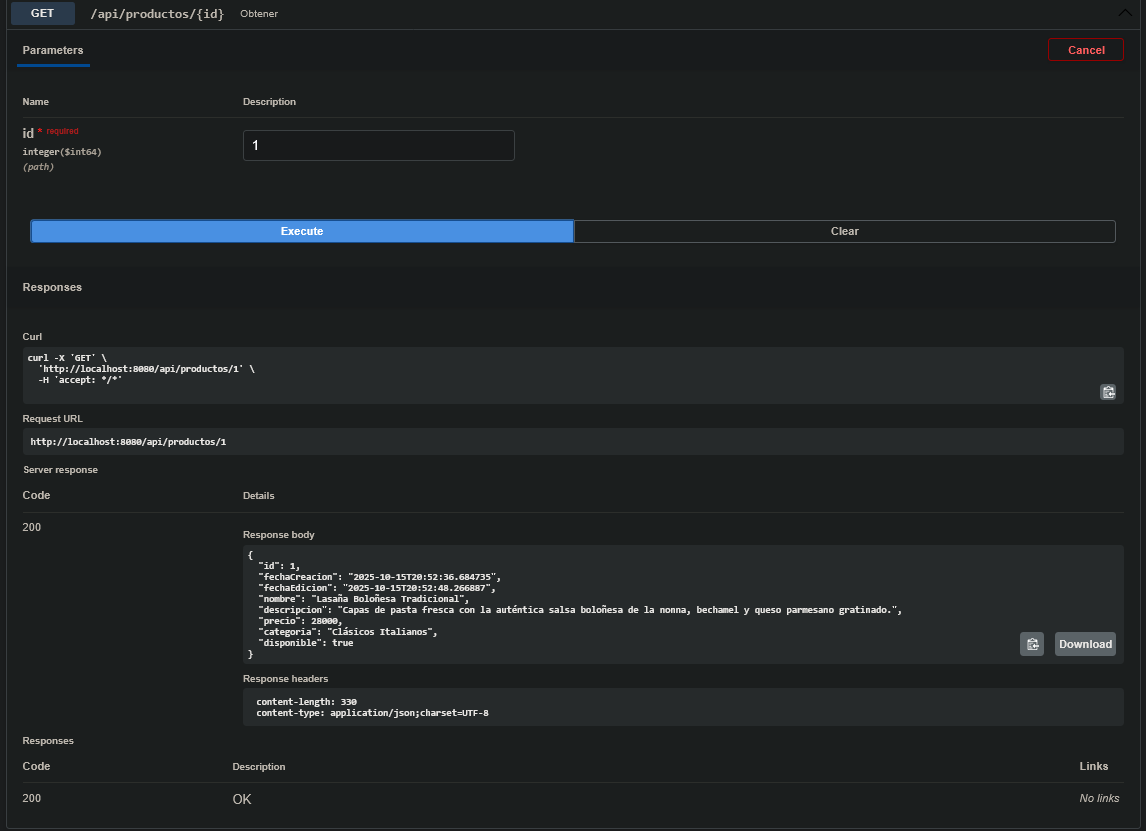 GET /api/productos/{id} Obtener
Parameters
Cancel
Name Description
id * required
integer($int64)
(path)
1
Execute Clear
Responses
Curl
curl -X 'GET' \
  'http://localhost:8080/api/productos/1' \
  -H 'accept: */*'
Request URL
http://localhost:8080/api/productos/1
Server response
Code Details
200
Response body
{
  "id": 1,
  "fechaCreacion": "2025-10-15T20:52:36.684735",
  "fechaEdicion": "2025-10-15T20:52:48.266887",
  "nombre": "Lasaña Boloñesa Tradicional",
  "descripcion": "Capas de pasta fresca con la auténtica salsa boloñesa de la nonna, bechamel y queso parmesano gratinado.",
  "precio": 28000,
  "categoria": "Clásicos Italianos",
  "disponible": true
}
Download
Response headers
content-length: 330
content-type: application/json;charset=UTF-8
Responses
Code Description Links
200 OK No links